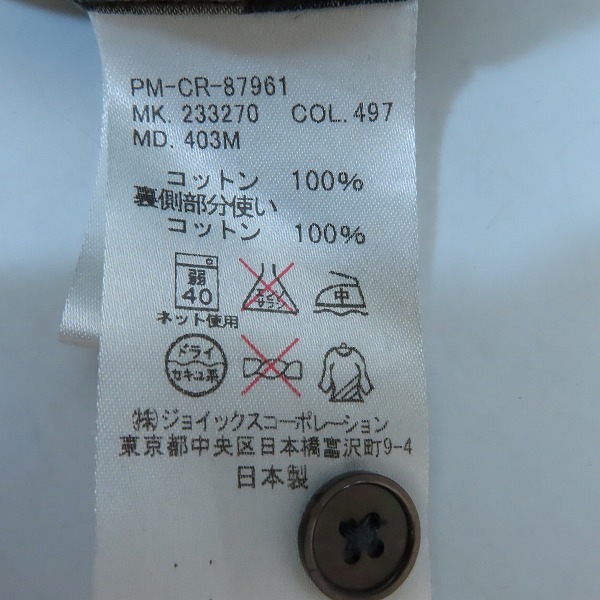 PM-CR-87961
MK. 233270 COL. 497
MD. 403M
コットン 100%
裏側部分使い
コットン 100%
弱
40
エンソ
サラシ
中
ネット使用
ドライ
セキユ系
㈱ジョイックスコーポレーション
東京都中央区日本橋富沢町9-4
日本製